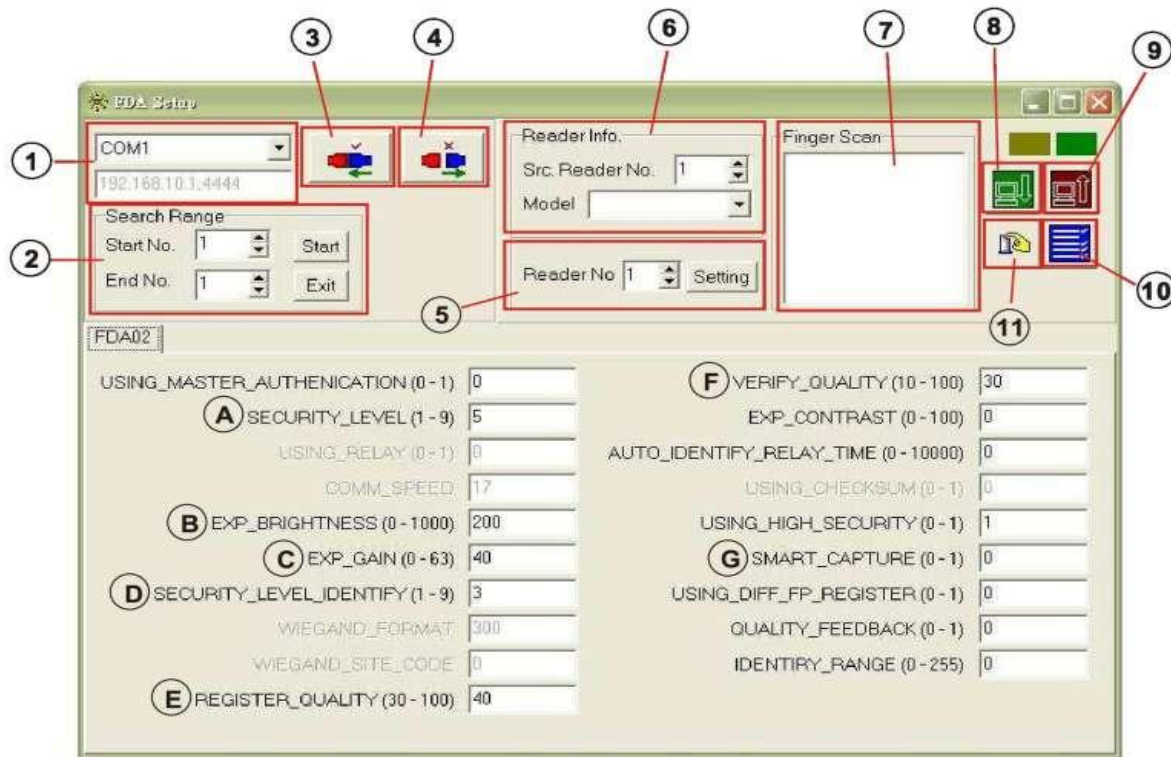 3
4
6
7
8
9
FDA Setup
1
COM1
192.168.10.1:4444
Reader Info.
Src. Reader No. 1
Model
Finger Scan
2
Search Range
Start No. 1 Start
End No. 1 Exit
5
Reader No 1 Setting
10
11
FDA02
USING_MASTER_AUTHENICATION (0 - 1) 0
A SECURITY_LEVEL (1 - 9) 5
USING_RELAY (0 - 1) 0
COMM_SPEED 17
B EXP_BRIGHTNESS (0 - 1000) 200
C EXP_GAIN (0 - 63) 40
D SECURITY_LEVEL_IDENTIFY (1 - 9) 3
WIEGAND_FORMAT 300
WIEGAND_SITE_CODE 0
E REGISTER_QUALITY (30 - 100) 40
F VERIFY_QUALITY (10 - 100) 30
EXP_CONTRAST (0 - 100) 0
AUTO_IDENTIFY_RELAY_TIME (0 - 10000) 0
USING_CHECKSUM (0 - 1) 0
USING_HIGH_SECURITY (0 - 1) 1
G SMART_CAPTURE (0 - 1) 0
USING_DIFF_FP_REGISTER (0 - 1) 0
QUALITY_FEEDBACK (0 - 1) 0
IDENTIRY_RANGE (0 - 255) 0